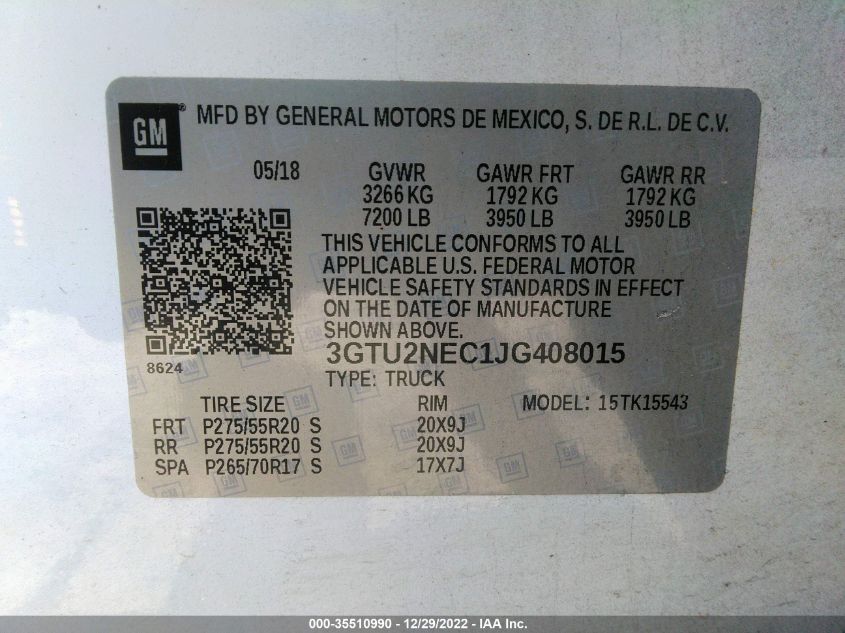 GM ® MFD BY GENERAL MOTORS DE MEXICO, S. DE R.L. DE C.V.
05/18 GVWR GAWR FRT GAWR RR
3266 KG 1792 KG 1792 KG
7200 LB 3950 LB 3950 LB
THIS VEHICLE CONFORMS TO ALL
APPLICABLE U.S. FEDERAL MOTOR
VEHICLE SAFETY STANDARDS IN EFFECT
ON THE DATE OF MANUFACTURE
SHOWN ABOVE.
8624
3GTU2NEC1JG408015
TYPE: TRUCK
TIRE SIZE RIM MODEL: 15TK15543
FRT P275/55R20 S 20X9J
RR P275/55R20 S 20X9J
SPA P265/70R17 S 17X7J
000-35510990 - 12/29/2022 - IAA Inc.